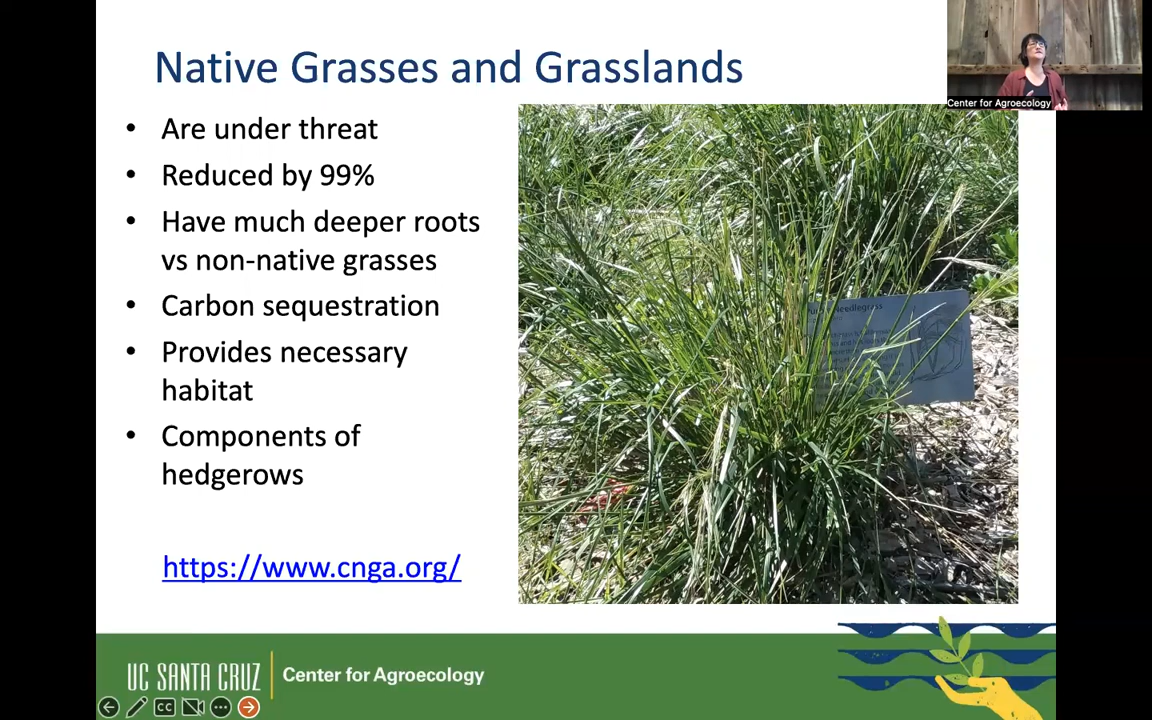 Native Grasses and Grasslands
Center for Agroecology
• Are under threat
• Reduced by 99%
• Have much deeper roots
vs non-native grasses
• Carbon sequestration
• Provides necessary
habitat
• Components of
hedgerows
https://www.cnga.org/
Needlegrass
UC SANTA CRUZ
Center for Agroecology
CC